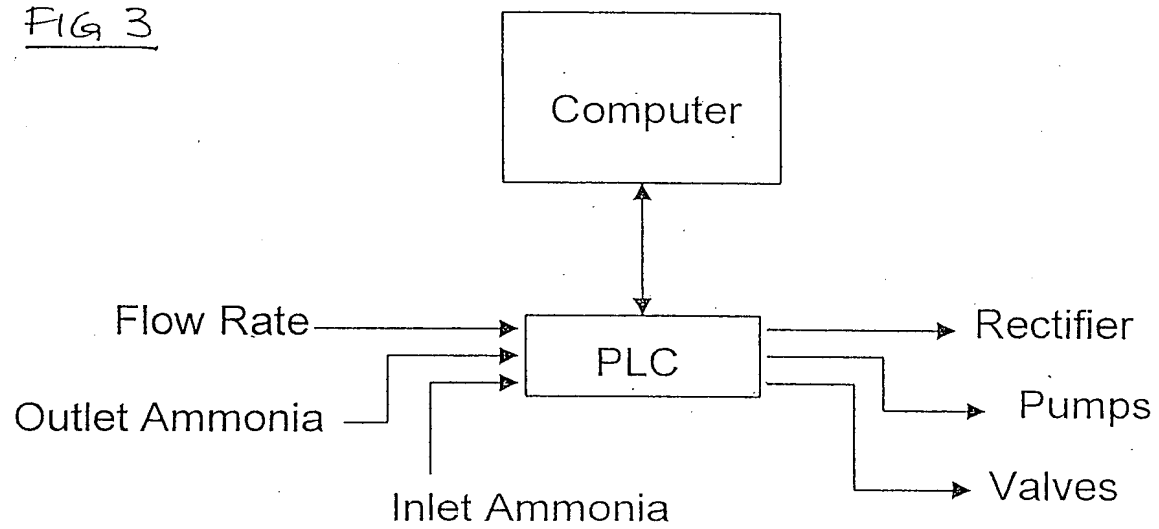 FIG 3
Computer
Flow Rate
PLC
Rectifier
Outlet Ammonia
Pumps
Inlet Ammonia
Valves